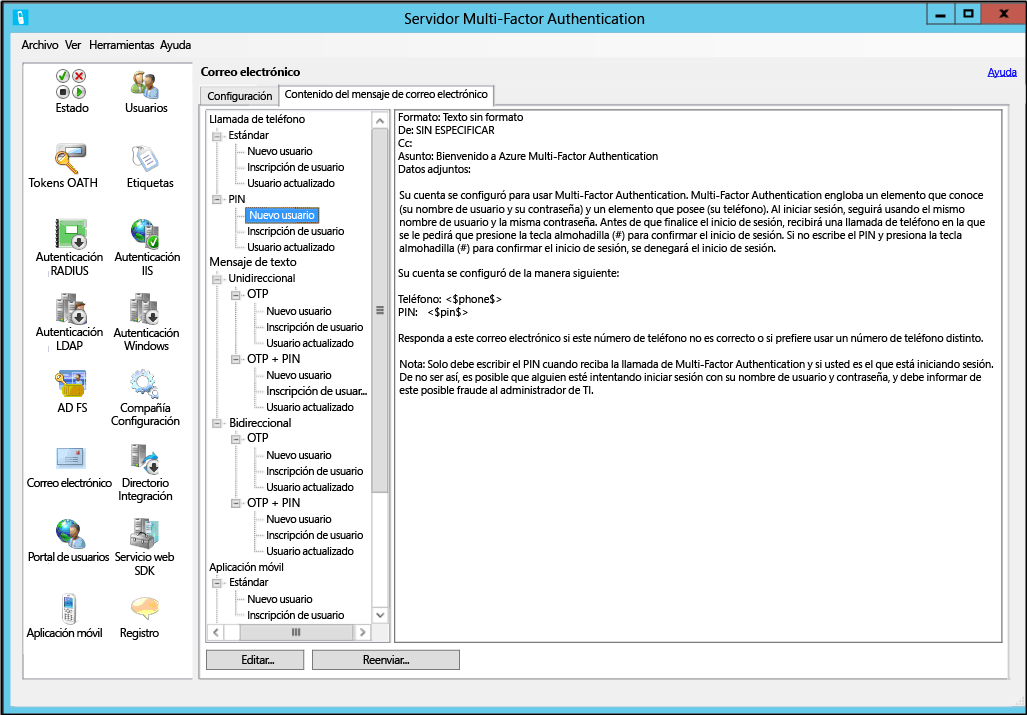 Servidor Multi-Factor Authentication
Archivo Ver Herramientas Ayuda
Estado
Usuarios
Tokens OATH
Etiquetas
Autenticación
RADIUS
Autenticación
IIS
Autenticación
LDAP
Autenticación
Windows
AD FS
Compañía
Configuración
Correo electrónico
Directorio
Integración
Portal de usuarios
Servicio web
SDK
Aplicación móvil
Registro
Correo electrónico
Ayuda
Configuración
Contenido del mensaje de correo electrónico
Llamada de teléfono
Estándar
Nuevo usuario
Inscripción de usuario
Usuario actualizado
PIN
Nuevo usuario
Inscripción de usuario
Usuario actualizado
Mensaje de texto
Unidireccional
OTP
Nuevo usuario
Inscripción de usuario
Usuario actualizado
OTP + PIN
Nuevo usuario
Inscripción de usuar...
Usuario actualizado
Bidireccional
OTP
Nuevo usuario
Inscripción de usuario
Usuario actualizado
OTP + PIN
Nuevo usuario
Inscripción de usuario
Usuario actualizado
Aplicación móvil
Estándar
Nuevo usuario
Inscripción de usuario
Formato: Texto sin formato
De: SIN ESPECIFICAR
Cc:
Asunto: Bienvenido a Azure Multi-Factor Authentication
Datos adjuntos:
Su cuenta se configuró para usar Multi-Factor Authentication. Multi-Factor Authentication engloba un elemento que conoce
(su nombre de usuario y su contraseña) y un elemento que posee (su teléfono). Al iniciar sesión, seguirá usando el mismo
nombre de usuario y la misma contraseña. Antes de que finalice el inicio de sesión, recibirá una llamada de teléfono en la que
se le pedirá que presione la tecla almohadilla (#) para confirmar el inicio de sesión. Si no escribe el PIN y presiona la tecla
almohadilla (#) para confirmar el inicio de sesión, se denegará el inicio de sesión.
Su cuenta se configuró de la manera siguiente:
Teléfono: <$phone$>
PIN: <$pin$>
Responda a este correo electrónico si este número de teléfono no es correcto o si prefiere usar un número de teléfono distinto.
Nota: Solo debe escribir el PIN cuando reciba la llamada de Multi-Factor Authentication y si usted es el que está iniciando sesión.
De no ser así, es posible que alguien esté intentando iniciar sesión con su nombre de usuario y contraseña, y debe informar de
este posible fraude al administrador de TI.
Editar...
Reenviar...